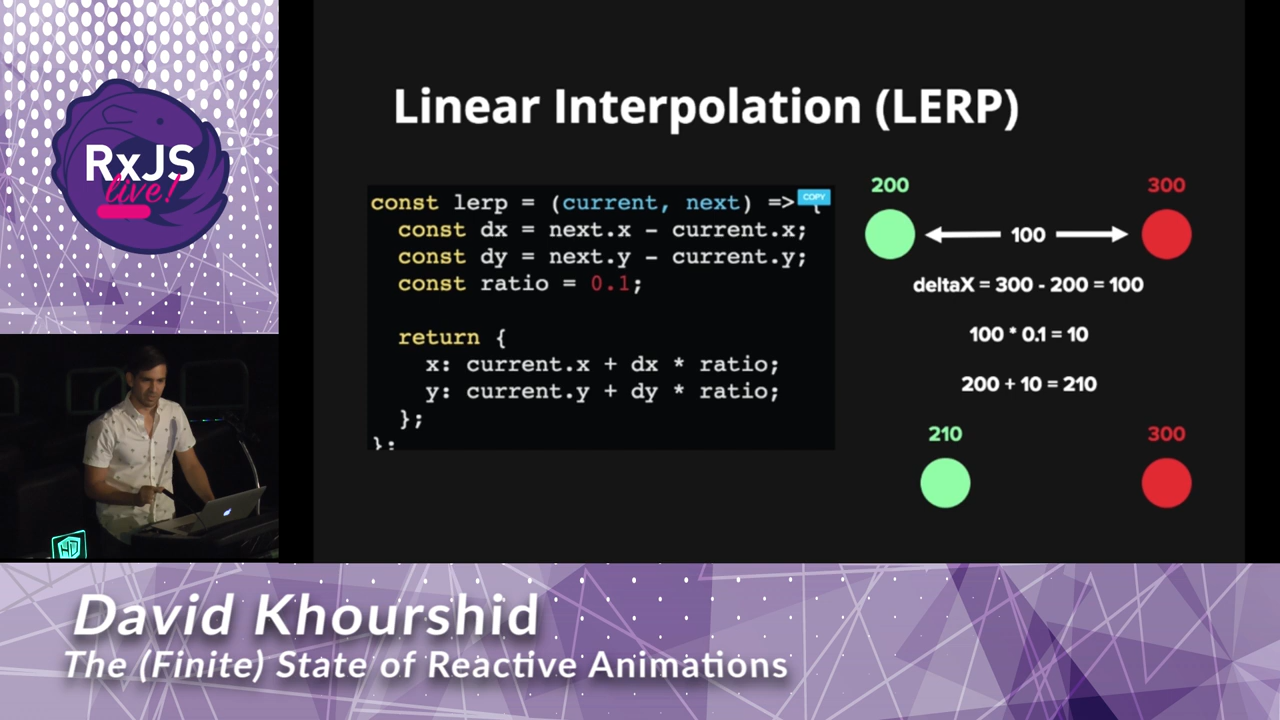 RxJS
live!
Linear Interpolation (LERP)
COPY
const lerp = (current, next) => {
  const dx = next.x - current.x;
  const dy = next.y - current.y;
  const ratio = 0.1;
  return {
    x: current.x + dx * ratio;
    y: current.y + dy * ratio;
  };
};
200
300
100
deltaX = 300 - 200 = 100
100 * 0.1 = 10
200 + 10 = 210
210
300
HD
David Khourshid
The (Finite) State of Reactive Animations